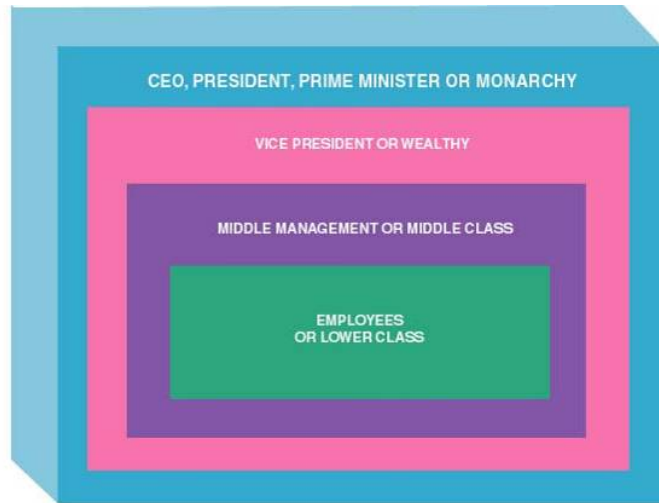 CEO, PRESIDENT, PRIME MINISTER OR MONARCHY
VICE PRESIDENT OR WEALTHY
MIDDLE MANAGEMENT OR MIDDLE CLASS
EMPLOYEES
OR LOWER CLASS